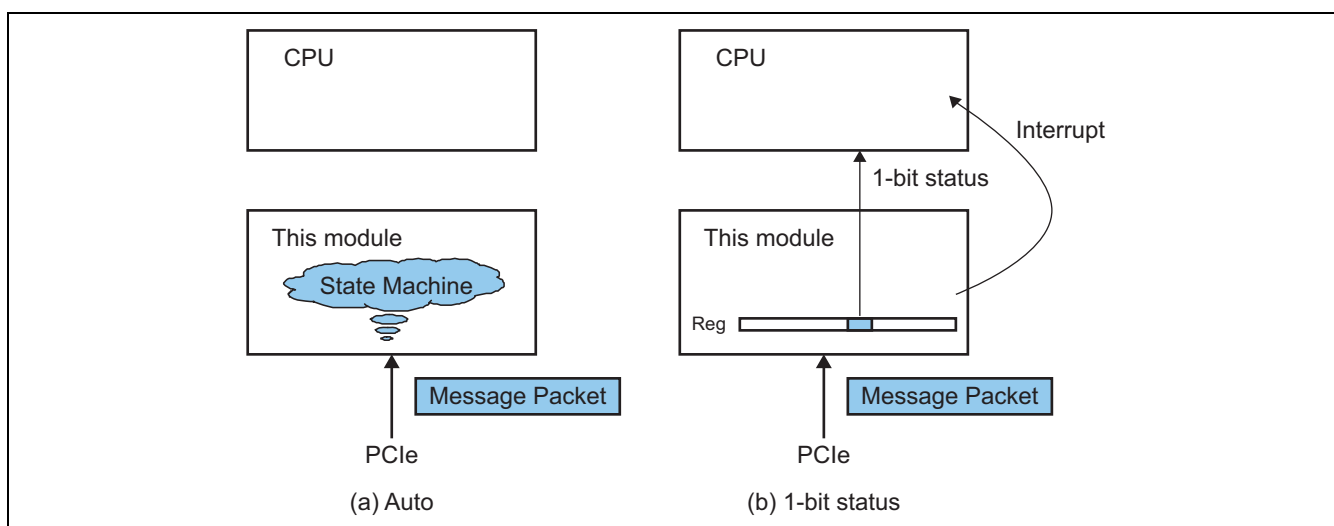 CPU
This module
State Machine
Message Packet
PCIe
(a) Auto
CPU
Interrupt
1-bit status
This module
Reg
Message Packet
PCIe
(b) 1-bit status